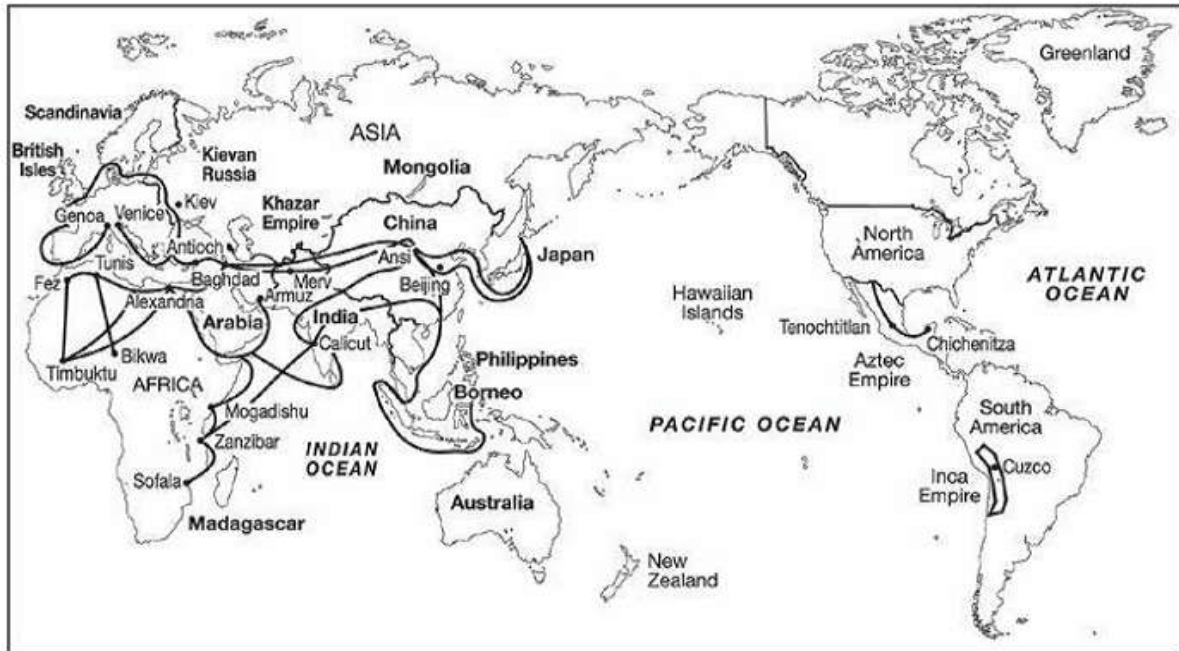 Greenland
Scandinavia
ASIA
British
Isles
Kievan
Russia
Mongolia
Kiev
Khazar
Empire
Genoa
Venice
China
North
America
Antioch
Ansi
Japan
ATLANTIC
OCEAN
Tunis
Baghdad
Merv
Beijing
Fez
Alexandria
Armuz
Hawaiian
Islands
Arabia
India
Tenochtitlan
Chichenitza
Calicut
Bikwa
Timbuktu
Philippines
Aztec
Empire
AFRICA
Borneo
Mogadishu
South
America
PACIFIC OCEAN
Zanzibar
INDIAN
OCEAN
Cuzco
Sofala
Inca
Empire
Australia
Madagascar
New
Zealand